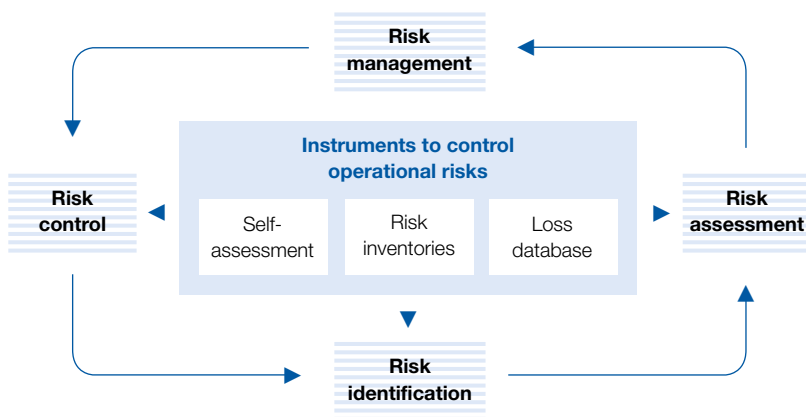 Risk
management
Instruments to control
operational risks
Risk
control
Self-
assessment
Risk
inventories
Loss
database
Risk
assessment
Risk
identification